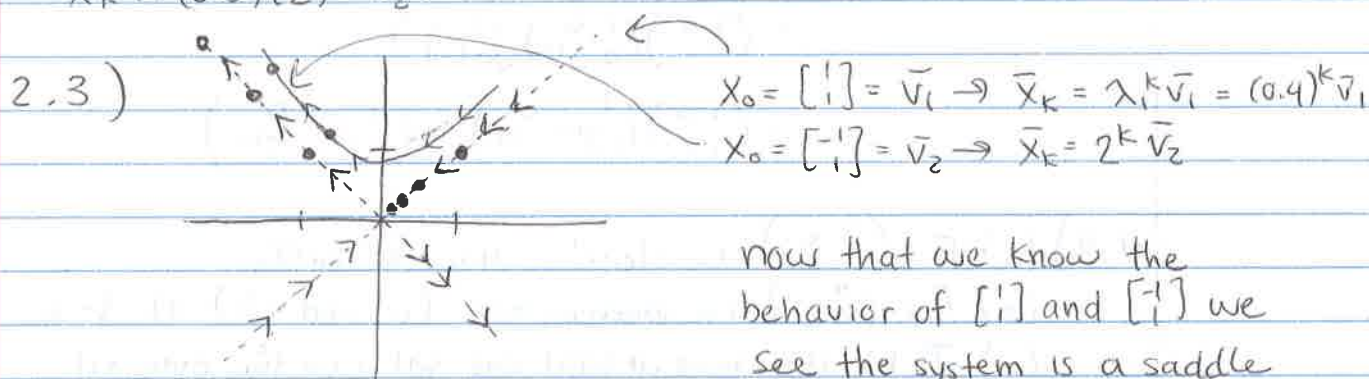 2.3)
X₀ = [1 1] = v̄₁ → x̄ₖ = λ₁ᵏ v̄₁ = (0.4)ᵏ v̄₁
X₀ = [-1 1] = v̄₂ → x̄ₖ = 2ᵏ v̄₂
now that we know the
behavior of [1 1] and [-1 1] we
see the system is a saddle